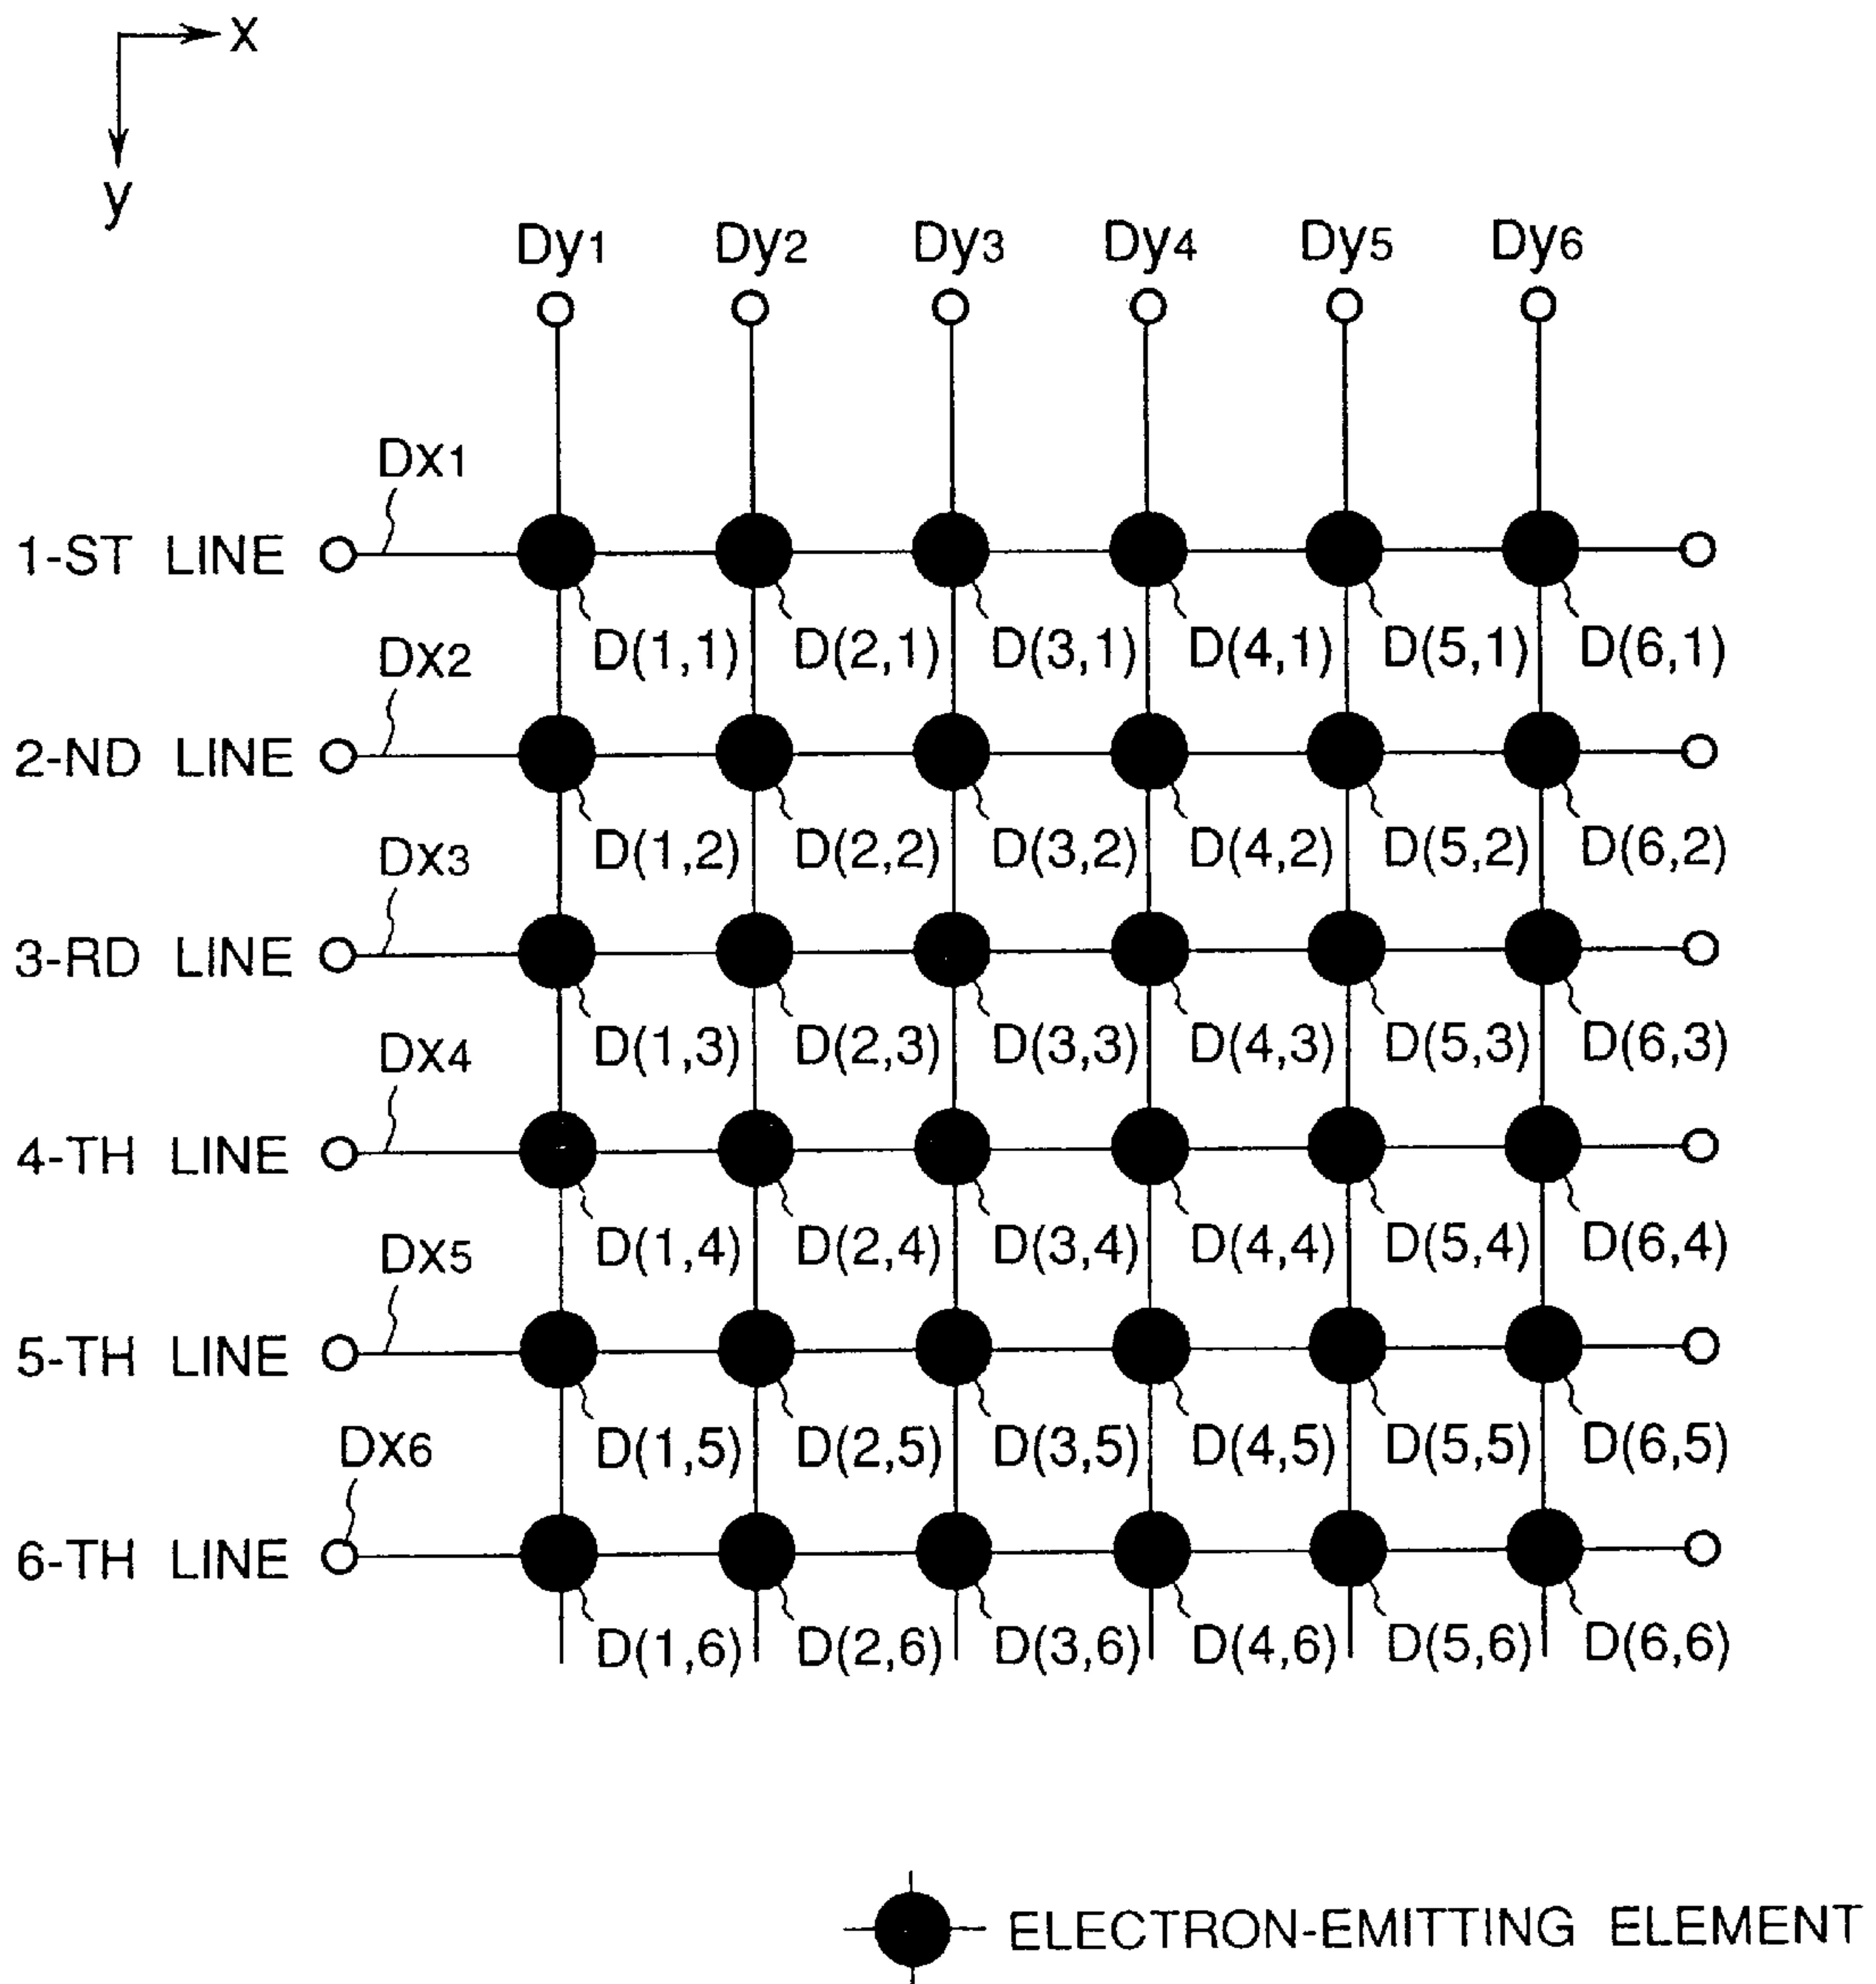 x
y
Dy1 Dy2 Dy3 Dy4 Dy5 Dy6
Dx1
1-ST LINE
D(1,1) D(2,1) D(3,1) D(4,1) D(5,1) D(6,1)
Dx2
2-ND LINE
D(1,2) D(2,2) D(3,2) D(4,2) D(5,2) D(6,2)
Dx3
3-RD LINE
D(1,3) D(2,3) D(3,3) D(4,3) D(5,3) D(6,3)
Dx4
4-TH LINE
D(1,4) D(2,4) D(3,4) D(4,4) D(5,4) D(6,4)
Dx5
5-TH LINE
D(1,5) D(2,5) D(3,5) D(4,5) D(5,5) D(6,5)
Dx6
6-TH LINE
D(1,6) D(2,6) D(3,6) D(4,6) D(5,6) D(6,6)
ELECTRON-EMITTING ELEMENT